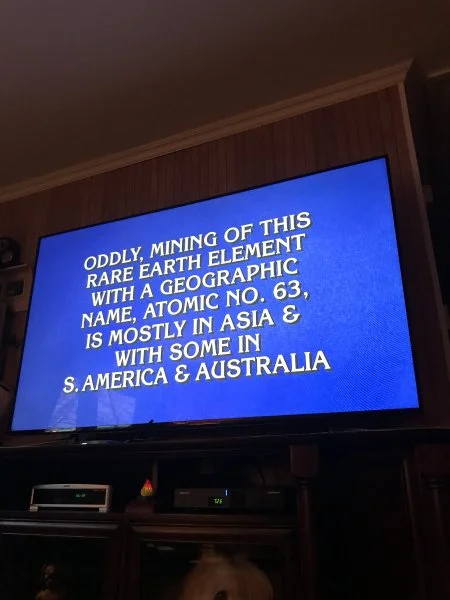 ODDLY, MINING OF THIS
RARE EARTH ELEMENT
WITH A GEOGRAPHIC
NAME, ATOMIC NO. 63,
IS MOSTLY IN ASIA &
WITH SOME IN
S. AMERICA & AUSTRALIA